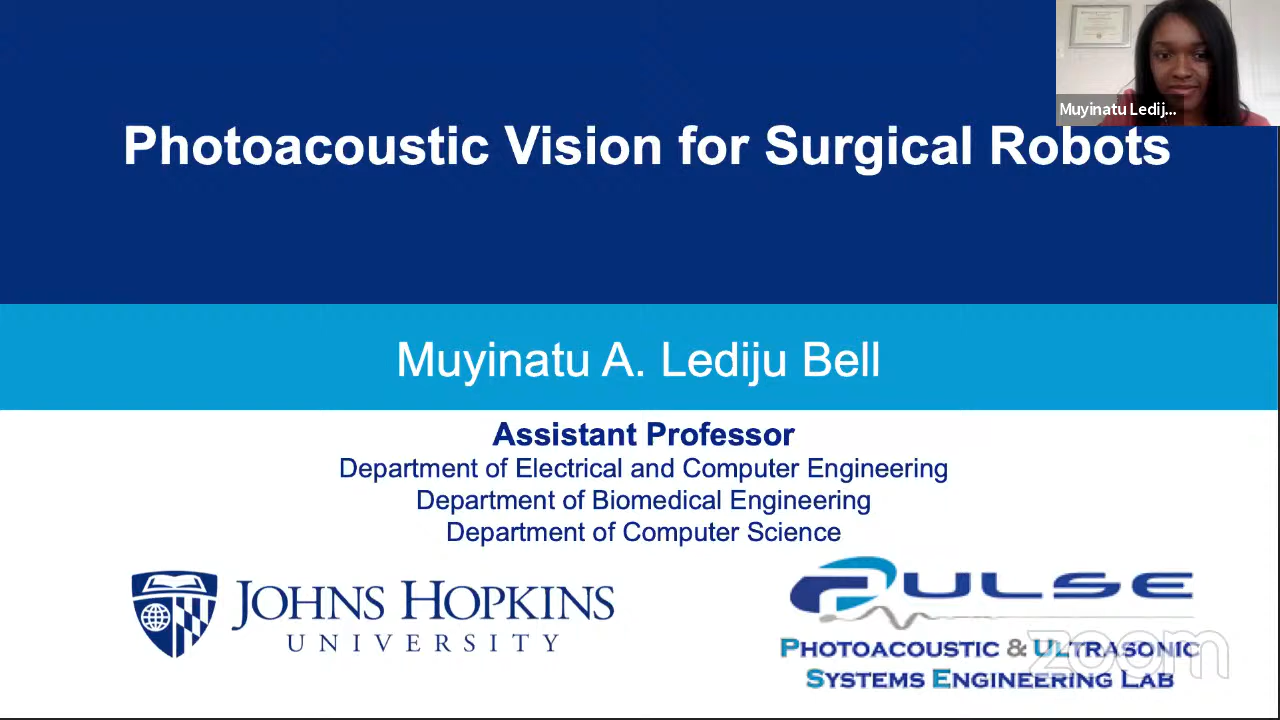 Muyinatu Ledij...
Photoacoustic Vision for Surgical Robots
Muyinatu A. Lediju Bell
Assistant Professor
Department of Electrical and Computer Engineering
Department of Biomedical Engineering
Department of Computer Science
JOHNS HOPKINS
UNIVERSITY
PULSE
PHOTOACOUSTIC & ULTRASONIC
SYSTEMS ENGINEERING LAB
zoom